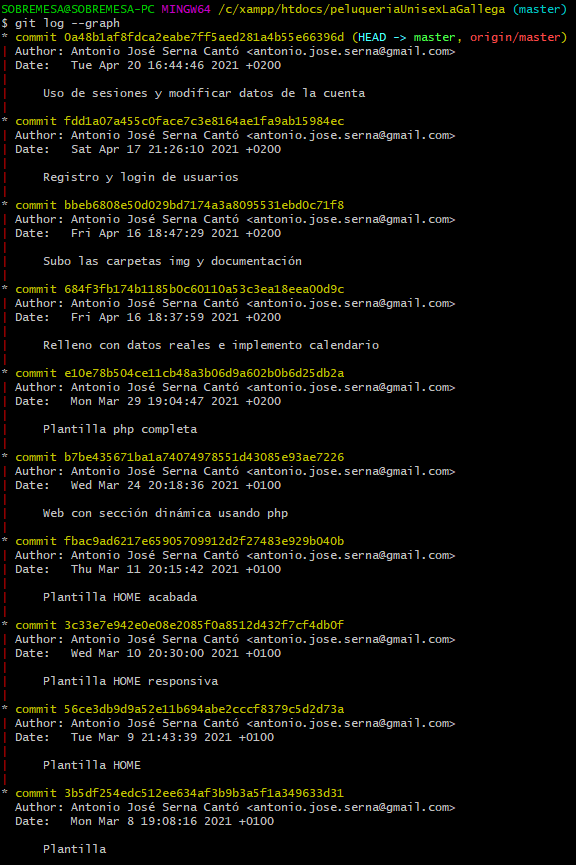 SOBREMESA@SOBREMESA-PC MINGW64 /c/xampp/htdocs/peluqueriaUnisexLaGallega (master)
$ git log --graph
* commit 0a48b1af8fdca2eabe7ff5aed281a4b55e66396d (HEAD -> master, origin/master)
| Author: Antonio José Serna Cantó <antonio.jose.serna@gmail.com>
| Date:   Tue Apr 20 16:44:46 2021 +0200
|
|     Uso de sesiones y modificar datos de la cuenta
|
* commit fdd1a07a455c0face7c3e8164ae1fa9ab15984ec
| Author: Antonio José Serna Cantó <antonio.jose.serna@gmail.com>
| Date:   Sat Apr 17 21:26:10 2021 +0200
|
|     Registro y login de usuarios
|
* commit bbeb6808e50d029bd7174a3a8095531ebd0c71f8
| Author: Antonio José Serna Cantó <antonio.jose.serna@gmail.com>
| Date:   Fri Apr 16 18:47:29 2021 +0200
|
|     Subo las carpetas img y documentación
|
* commit 684f3fb174b1185b0c60110a53c3ea18eea00d9c
| Author: Antonio José Serna Cantó <antonio.jose.serna@gmail.com>
| Date:   Fri Apr 16 18:37:59 2021 +0200
|
|     Relleno con datos reales e implemento calendario
|
* commit e10e78b504ce11cb48a3b06d9a602b0b6d25db2a
| Author: Antonio José Serna Cantó <antonio.jose.serna@gmail.com>
| Date:   Mon Mar 29 19:04:47 2021 +0200
|
|     Plantilla php completa
|
* commit b7be435671ba1a74074978551d43085e93ae7226
| Author: Antonio José Serna Cantó <antonio.jose.serna@gmail.com>
| Date:   Wed Mar 24 20:18:36 2021 +0100
|
|     Web con sección dinámica usando php
|
* commit fbac9ad6217e65905709912d2f27483e929b040b
| Author: Antonio José Serna Cantó <antonio.jose.serna@gmail.com>
| Date:   Thu Mar 11 20:15:42 2021 +0100
|
|     Plantilla HOME acabada
|
* commit 3c33e7e942e0e08e2085f0a8512d432f7cf4db0f
| Author: Antonio José Serna Cantó <antonio.jose.serna@gmail.com>
| Date:   Wed Mar 10 20:30:00 2021 +0100
|
|     Plantilla HOME responsiva
|
* commit 56ce3db9d9a52e11b694abe2cccf8379c5d2d73a
| Author: Antonio José Serna Cantó <antonio.jose.serna@gmail.com>
| Date:   Tue Mar 9 21:43:39 2021 +0100
|
|     Plantilla HOME
|
* commit 3b5df254edc512ee634af3b9b3a5f1a349633d31
  Author: Antonio José Serna Cantó <antonio.jose.serna@gmail.com>
  Date:   Mon Mar 8 19:08:16 2021 +0100

      Plantilla